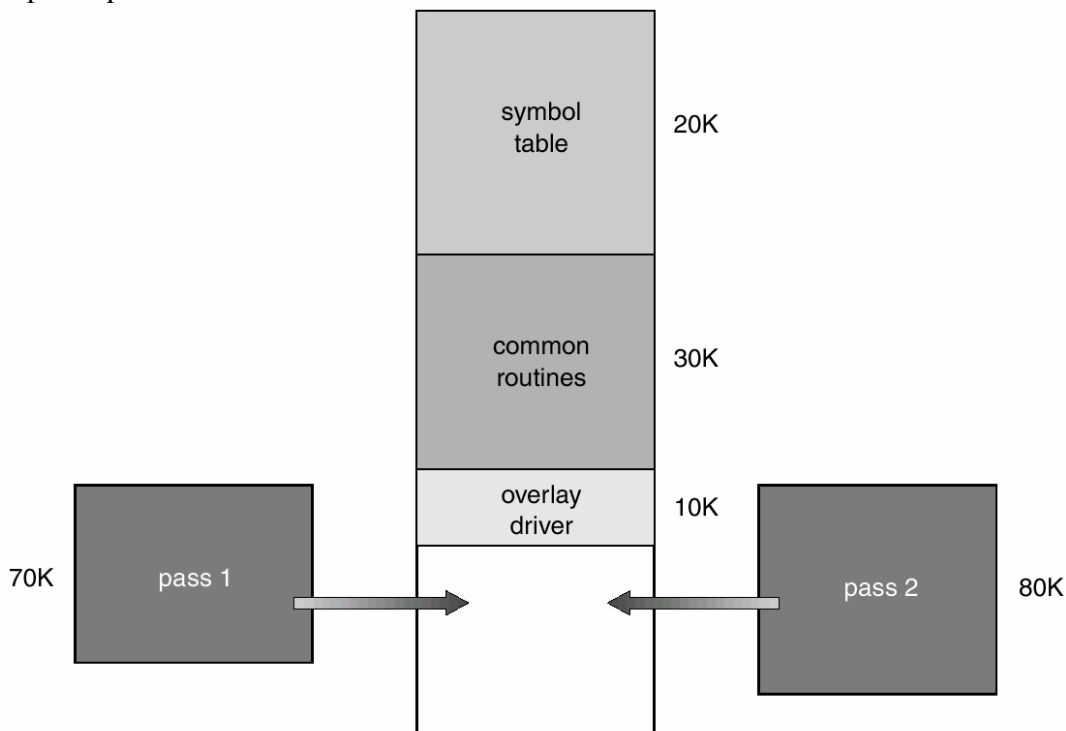 symbol
table
20K
common
routines
30K
overlay
driver
10K
70K
pass 1
pass 2
80K